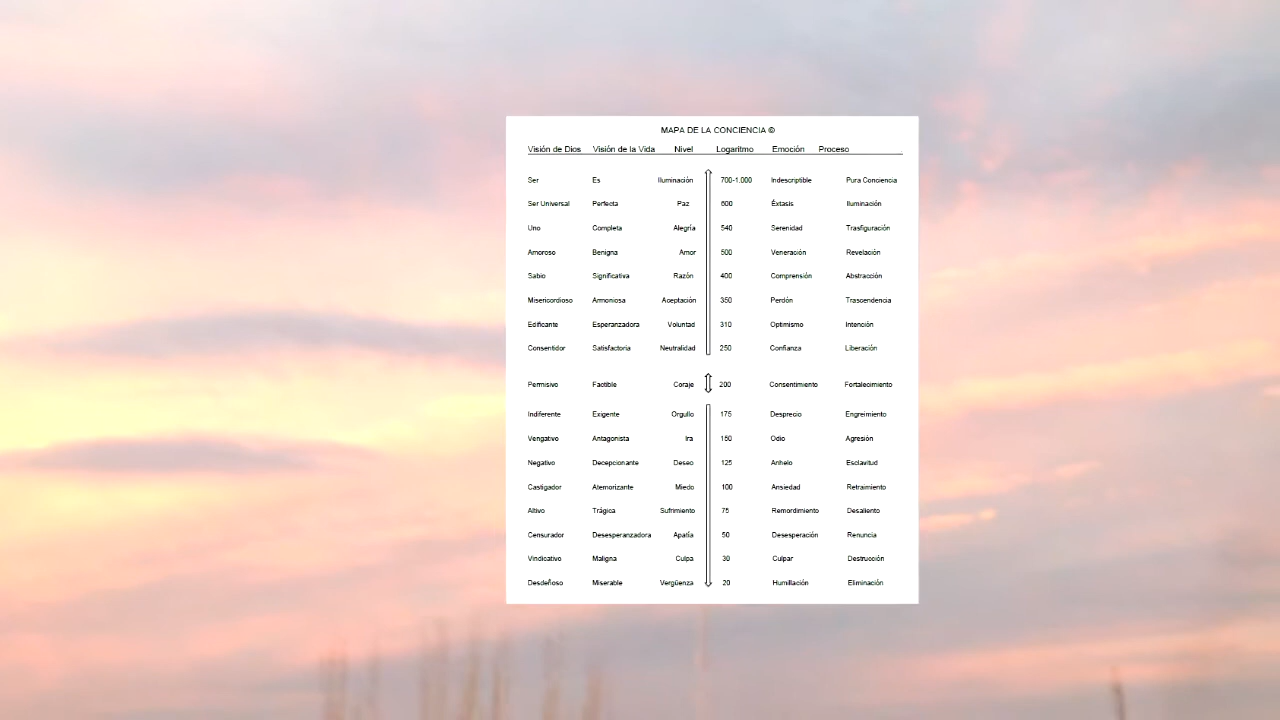 MAPA DE LA CONCIENCIA ©
Visión de Dios Visión de la Vida Nivel Logaritmo Emoción Proceso
Ser Es Iluminación 700-1.000 Indescriptible Pura Conciencia
Ser Universal Perfecta Paz 600 Éxtasis Iluminación
Uno Completa Alegría 540 Serenidad Trasfiguración
Amoroso Benigna Amor 500 Veneración Revelación
Sabio Significativa Razón 400 Comprensión Abstracción
Misericordioso Armoniosa Aceptación 350 Perdón Trascendencia
Edificante Esperanzadora Voluntad 310 Optimismo Intención
Consentidor Satisfactoria Neutralidad 250 Confianza Liberación
Permisivo Factible Coraje 200 Consentimiento Fortalecimiento
Indiferente Exigente Orgullo 175 Desprecio Engreimiento
Vengativo Antagonista Ira 150 Odio Agresión
Negativo Decepcionante Deseo 125 Anhelo Esclavitud
Castigador Atemorizante Miedo 100 Ansiedad Retraimiento
Altivo Trágica Sufrimiento 75 Remordimiento Desaliento
Censurador Desesperanzadora Apatía 50 Desesperación Renuncia
Vindicativo Maligna Culpa 30 Culpar Destrucción
Desdeñoso Miserable Vergüenza 20 Humillación Eliminación